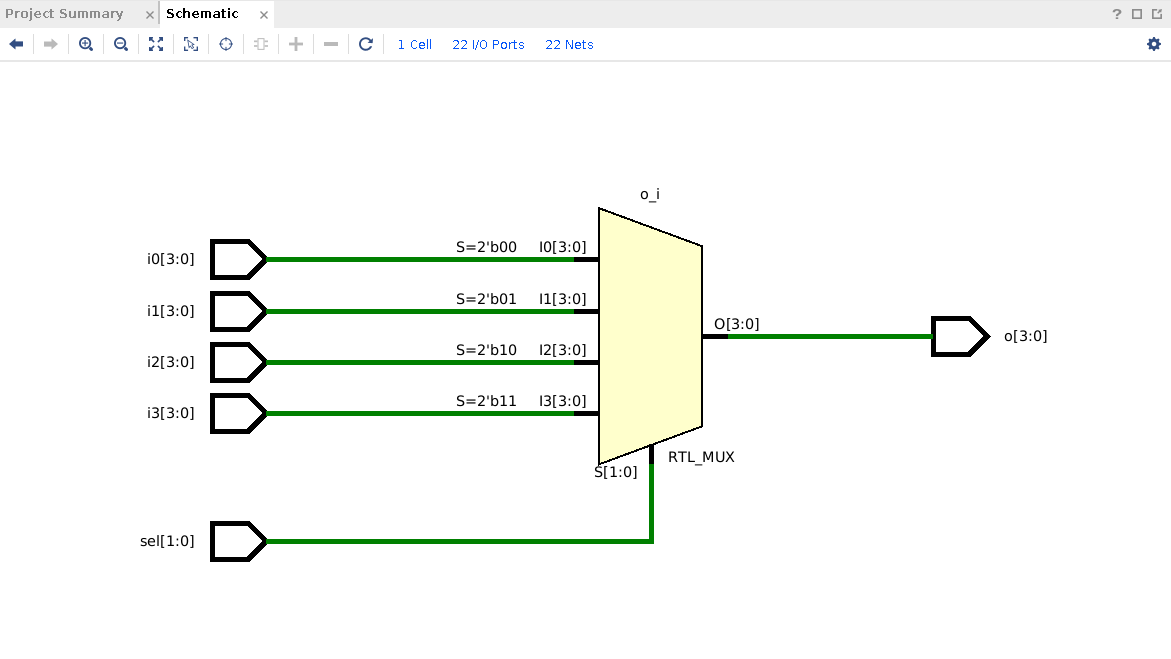 Project Summary × Schematic ×
?
1 Cell 22 I/O Ports 22 Nets
o_i
i0[3:0] S=2'b00 I0[3:0]
i1[3:0] S=2'b01 I1[3:0]
O[3:0]
o[3:0]
i2[3:0] S=2'b10 I2[3:0]
i3[3:0] S=2'b11 I3[3:0]
RTL_MUX
S[1:0]
sel[1:0]